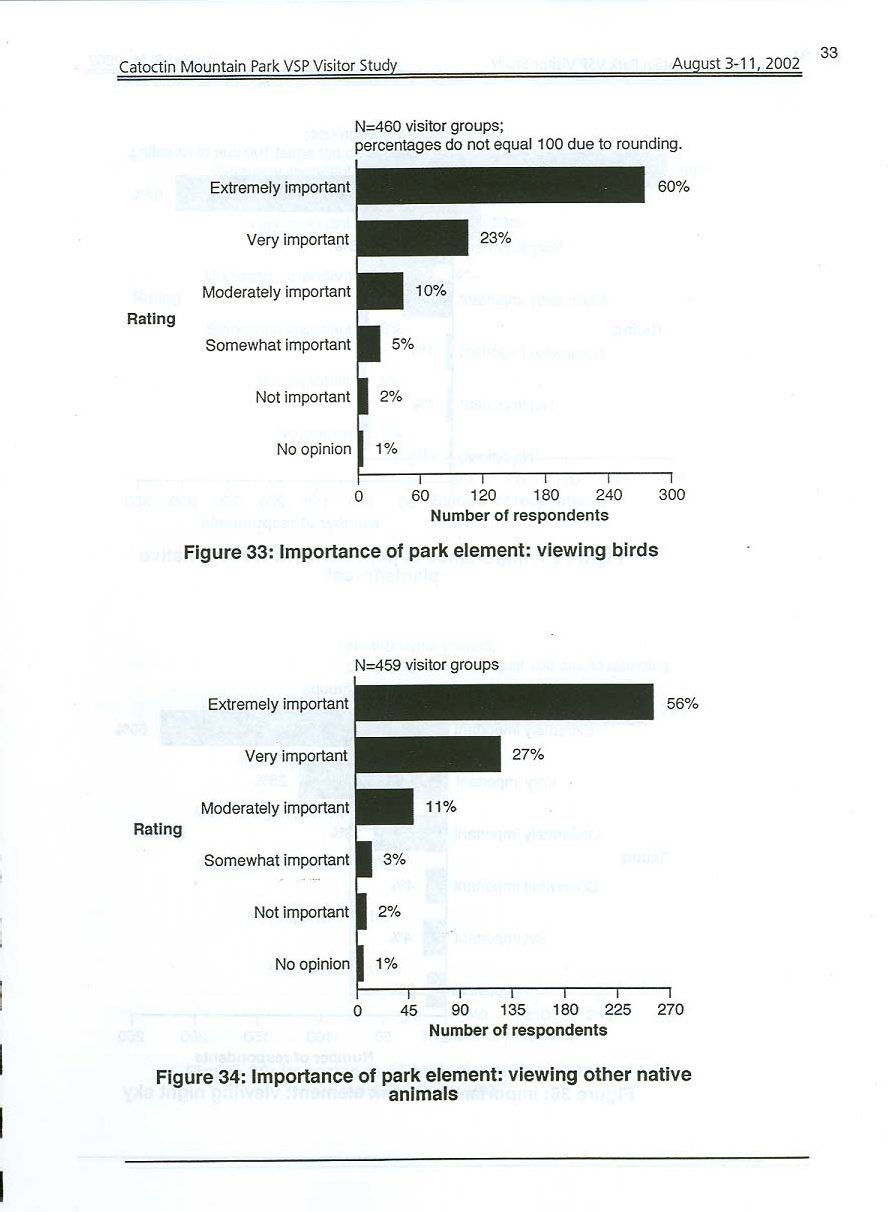 33
Catoctin Mountain Park VSP Visitor Study August 3-11, 2002
N=460 visitor groups;
percentages do not equal 100 due to rounding.
Extremely important 60%
Very important 23%
Moderately important 10%
Rating
Somewhat important 5%
Not important 2%
No opinion 1%
0 60 120 180 240 300
Number of respondents
Figure 33: Importance of park element: viewing birds
N=459 visitor groups
Extremely important 56%
Very important 27%
Moderately important 11%
Rating
Somewhat important 3%
Not important 2%
No opinion 1%
0 45 90 135 180 225 270
Number of respondents
Figure 34: Importance of park element: viewing other native
animals